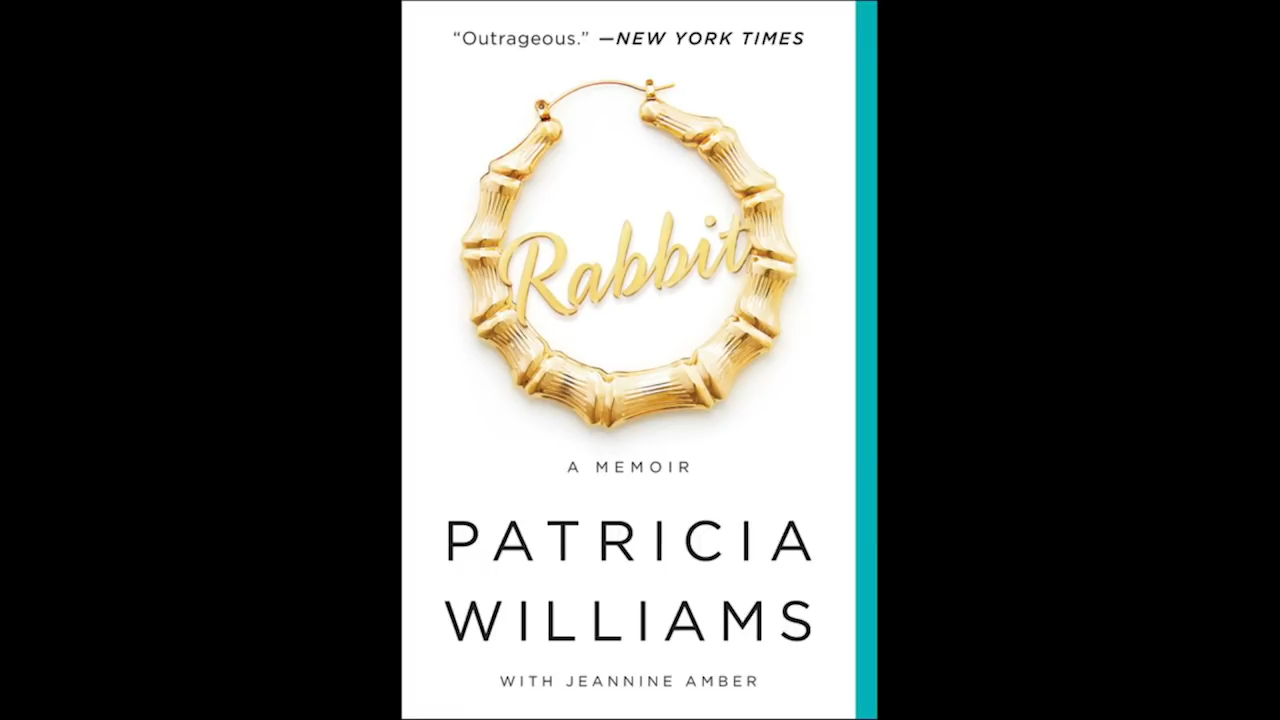 “Outrageous.” —NEW YORK TIMES
Rabbit
A MEMOIR
PATRICIA
WILLIAMS
WITH JEANNINE AMBER